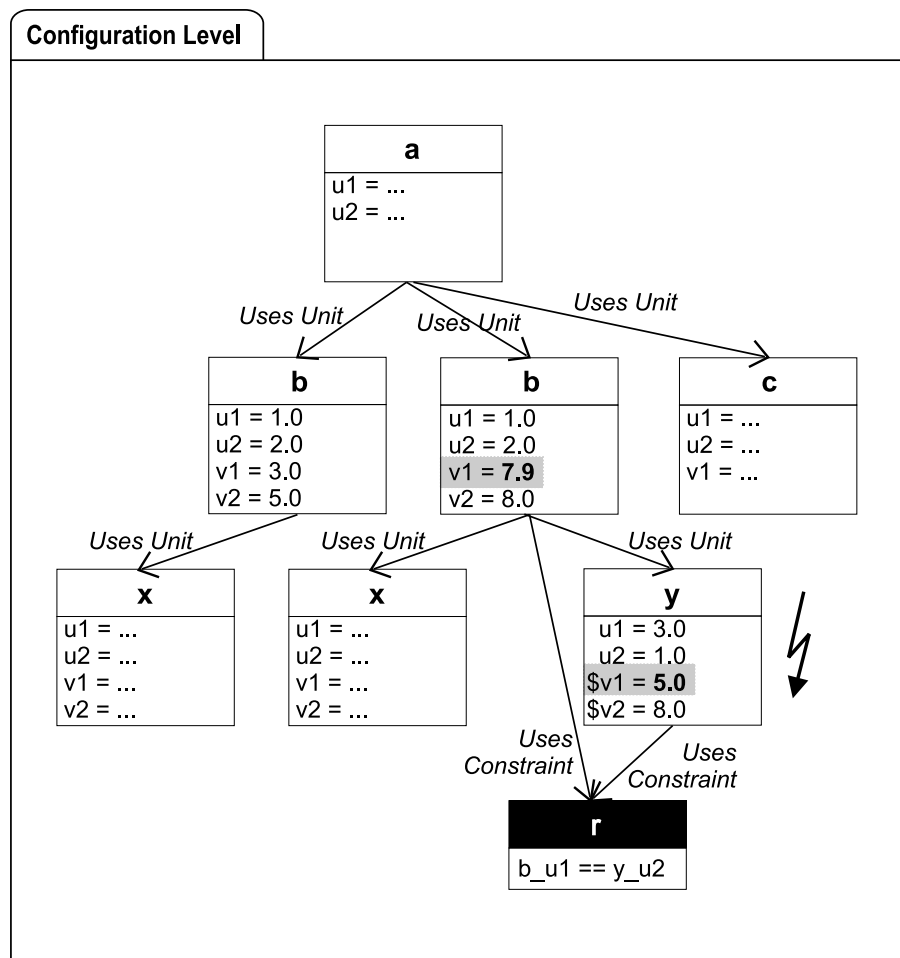 Configuration Level
a
u1 = ...
u2 = ...
Uses Unit
Uses Unit
Uses Unit
b
u1 = 1.0
u2 = 2.0
v1 = 3.0
v2 = 5.0
b
u1 = 1.0
u2 = 2.0
v1 = 7.9
v2 = 8.0
c
u1 = ...
u2 = ...
v1 = ...
Uses Unit
Uses Unit
Uses Unit
x
u1 = ...
u2 = ...
v1 = ...
v2 = ...
x
u1 = ...
u2 = ...
v1 = ...
v2 = ...
y
u1 = 3.0
u2 = 1.0
$v1 = 5.0
$v2 = 8.0
Uses
Constraint
Uses
Constraint
r
b_u1 == y_u2